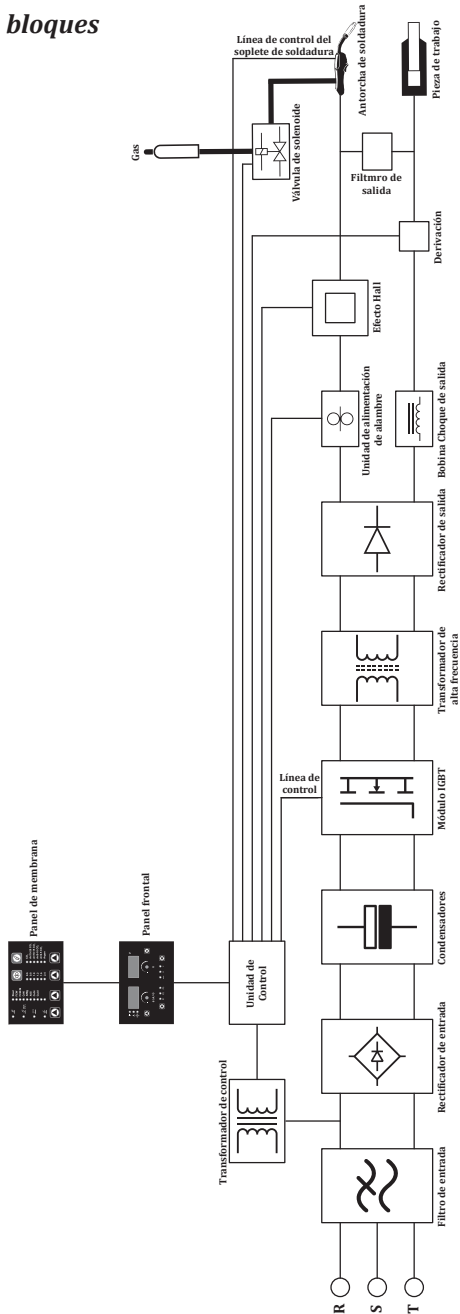 bloques
Línea de control del
soplete de soldadura
Antorcha de soldadura
Pieza de trabajo
Gas
Válvula de solenoide
Filtmro de
salida
Derivación
Efecto Hall
Unidad de alimentación
de alambre
Bobina Choque de salida
Rectificador de salida
Transformador de
alta frecuencia
Línea de
control
Módulo IGBT
Panel de membrana
Panel frontal
Condensadores
Unidad de
Control
Rectificador de entrada
Transformador de control
Filtro de entrada
R
S
T